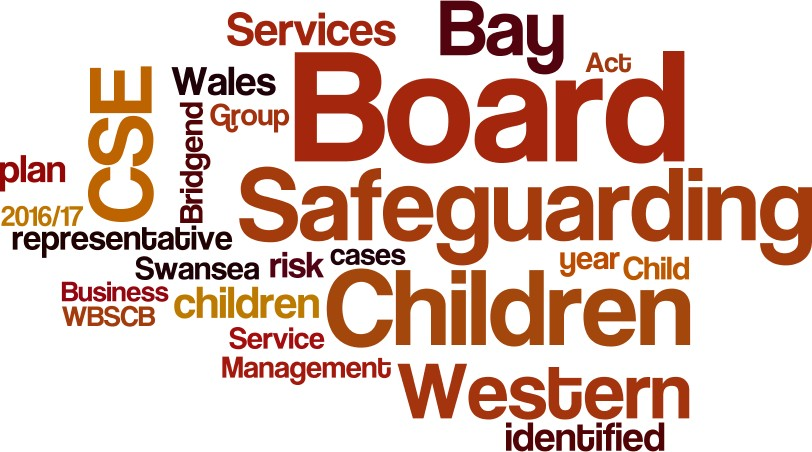 Services
Bay
Act
Board
Wales
CSE
Group
Bridgend
plan
Safeguarding
2016/17
representative
Swansea
risk
cases
year
Child
Business
children
Children
WBSCB
Service
Management
Western
identified